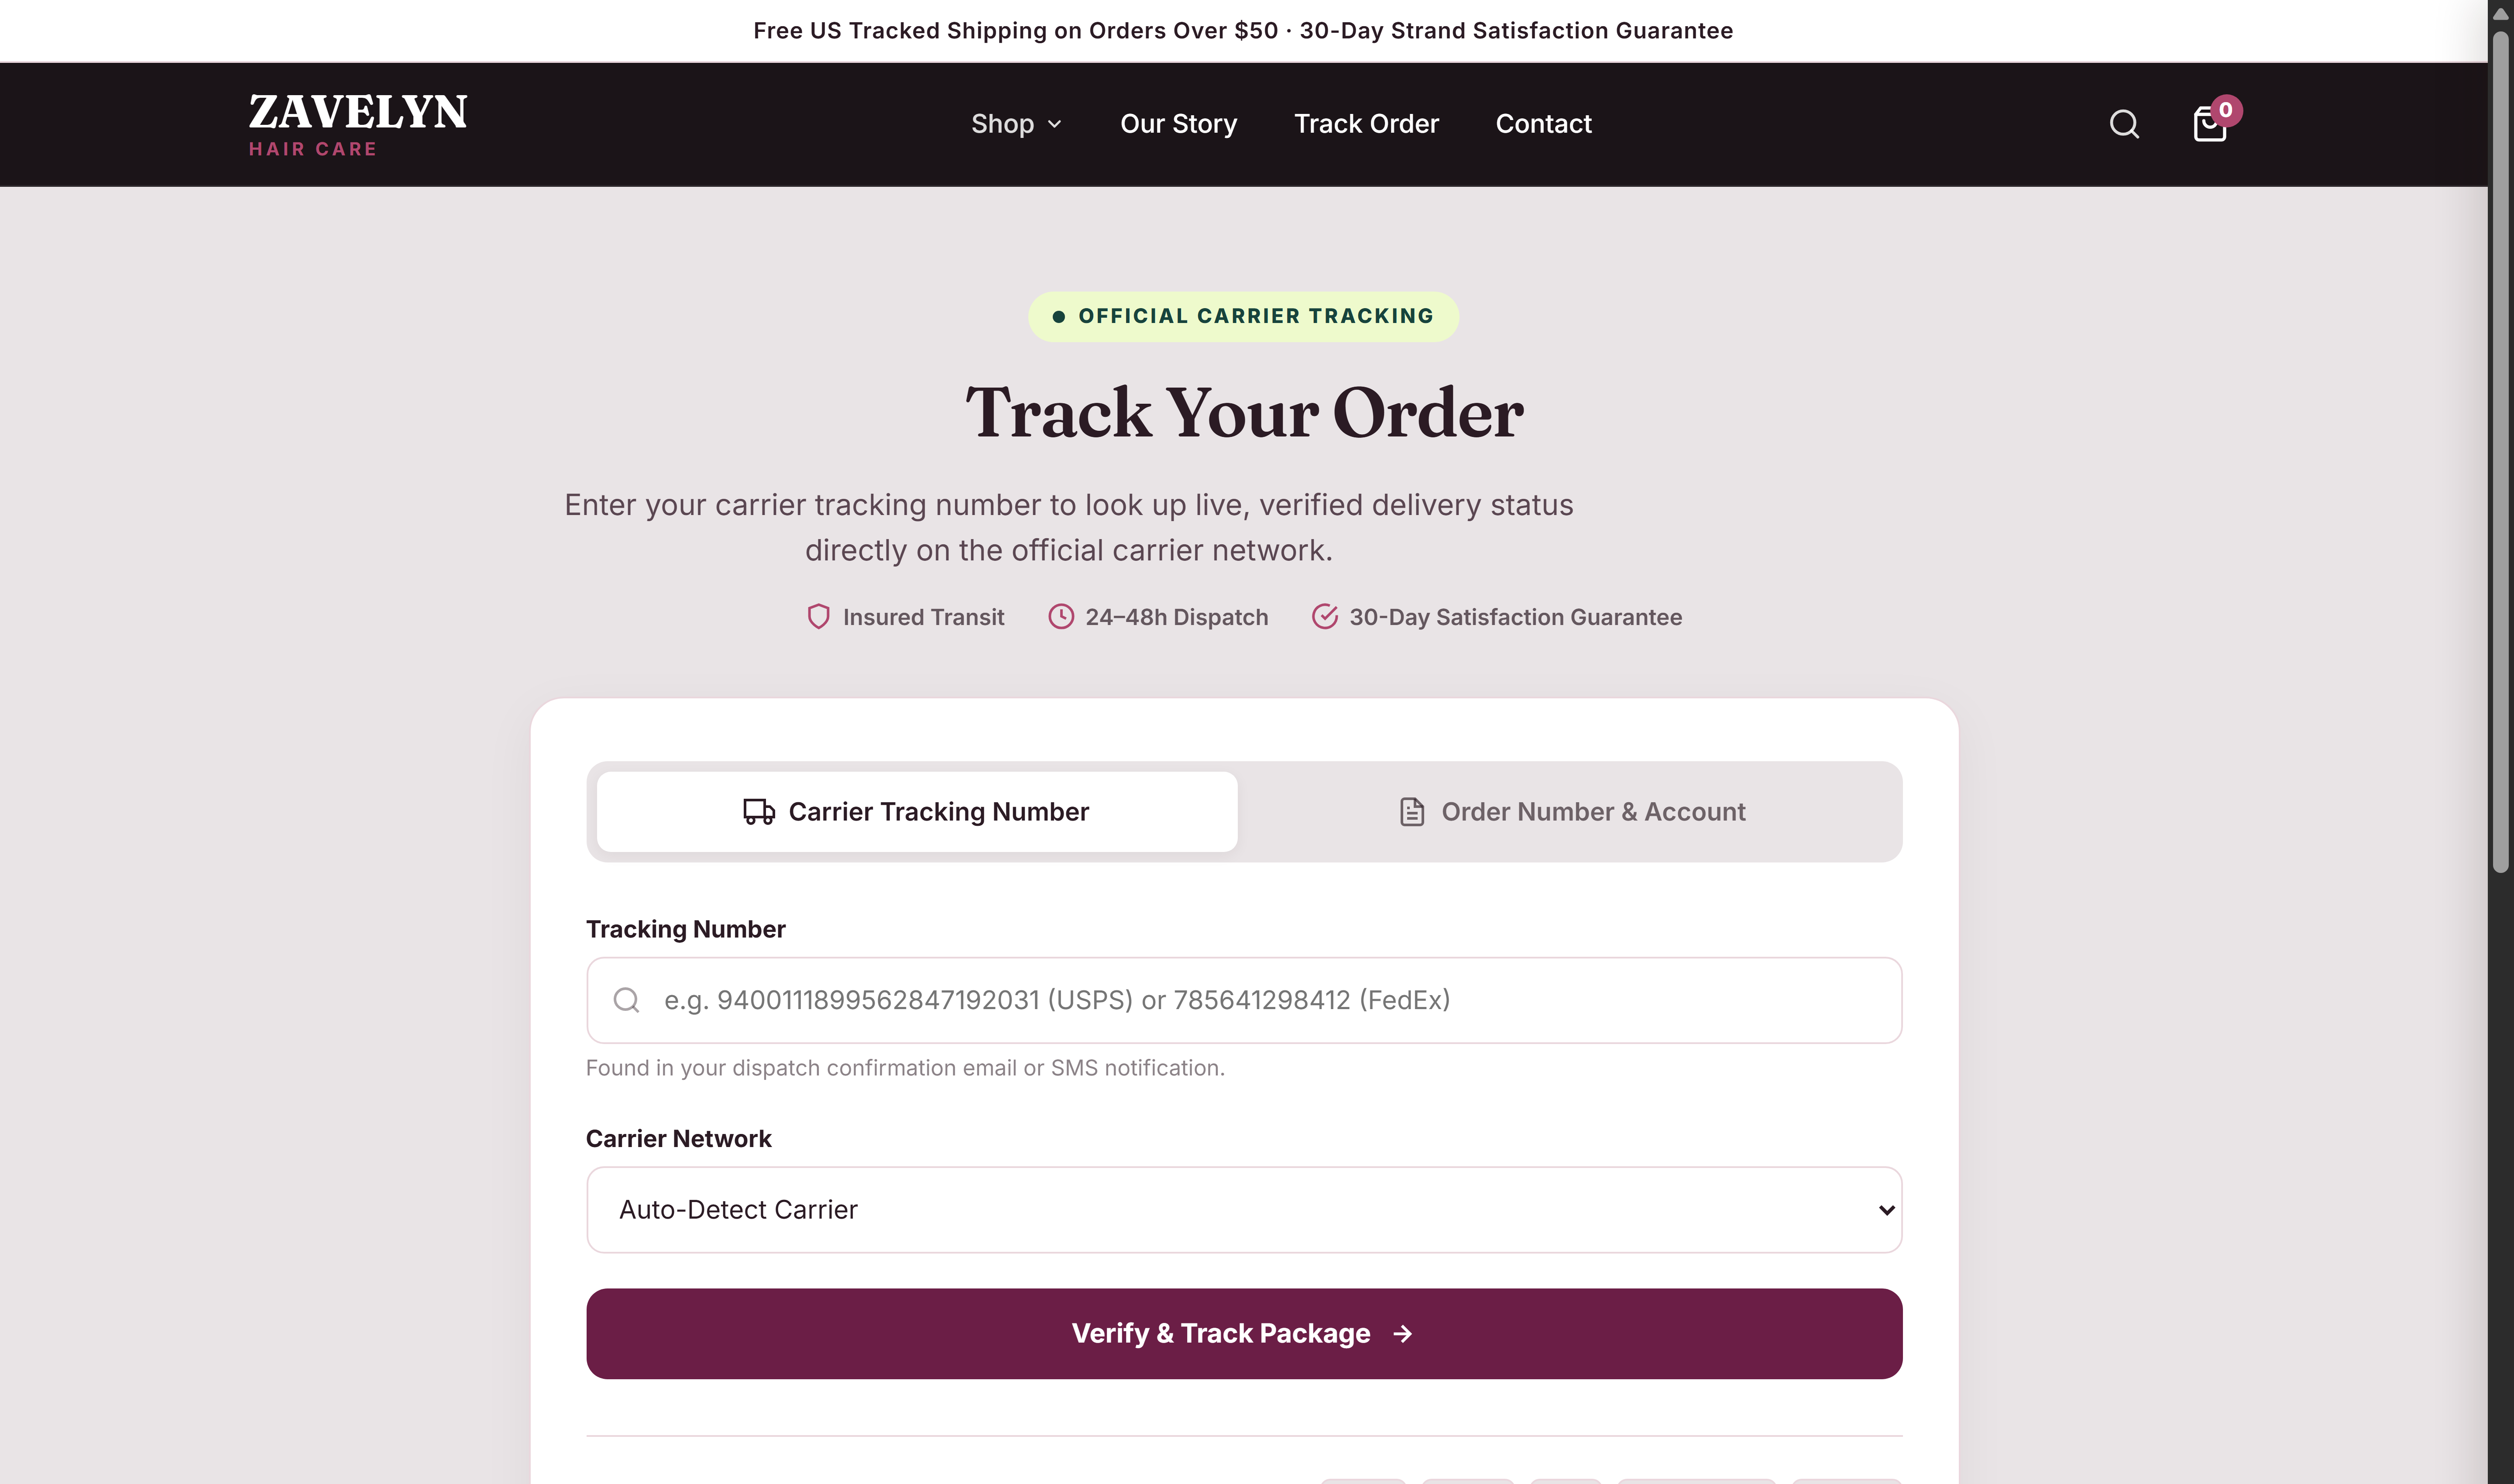 Free US Tracked Shipping on Orders Over $50 · 30-Day Strand Satisfaction Guarantee
ZAVELYN
HAIR CARE
Shop
Our Story
Track Order
Contact
0
OFFICIAL CARRIER TRACKING
Track Your Order
Enter your carrier tracking number to look up live, verified delivery status
directly on the official carrier network.
Insured Transit
24–48h Dispatch
30-Day Satisfaction Guarantee
Carrier Tracking Number
Order Number & Account
Tracking Number
e.g. 9400111899562847192031 (USPS) or 785641298412 (FedEx)
Found in your dispatch confirmation email or SMS notification.
Carrier Network
Auto-Detect Carrier
Verify & Track Package →